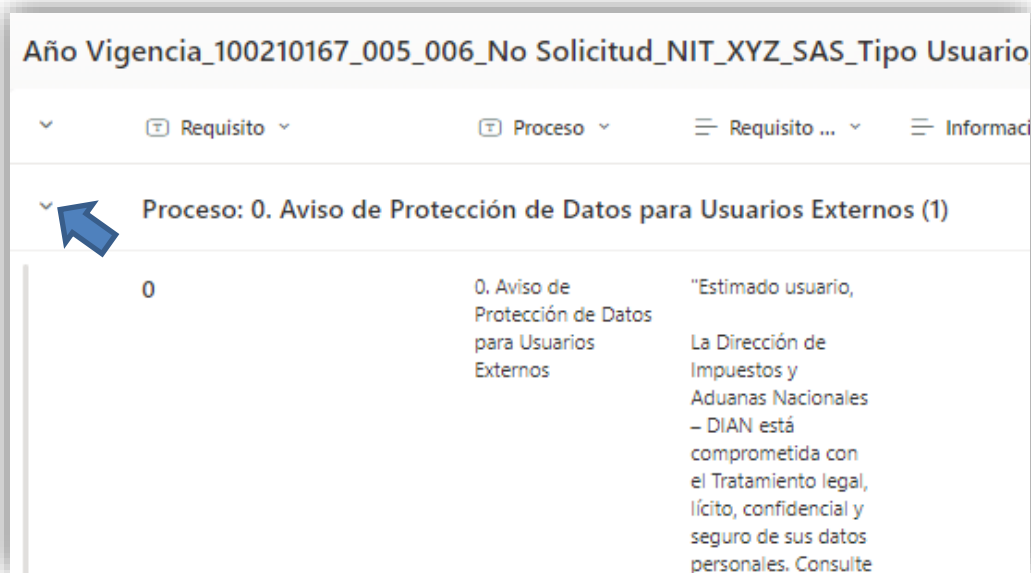 Año Vigencia_100210167_005_006_No Solicitud_NIT_XYZ_SAS_Tipo Usuario
Requisito Proceso Requisito ... Informaci
Proceso: 0. Aviso de Protección de Datos para Usuarios Externos (1)
0
0. Aviso de
Protección de Datos
para Usuarios
Externos
"Estimado usuario,
La Dirección de
Impuestos y
Aduanas Nacionales
– DIAN está
comprometida con
el Tratamiento legal,
lícito, confidencial y
seguro de sus datos
personales. Consulte